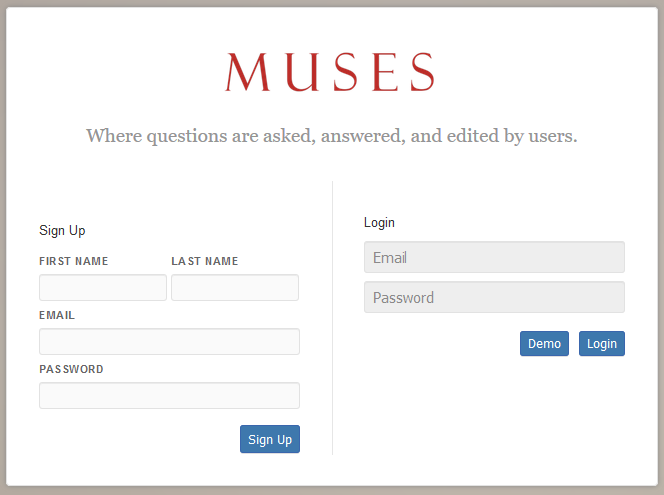 MUSES
Where questions are asked, answered, and edited by users.
Sign Up
FIRST NAME LAST NAME
EMAIL
PASSWORD
Sign Up
Login
Email
Password
Demo Login